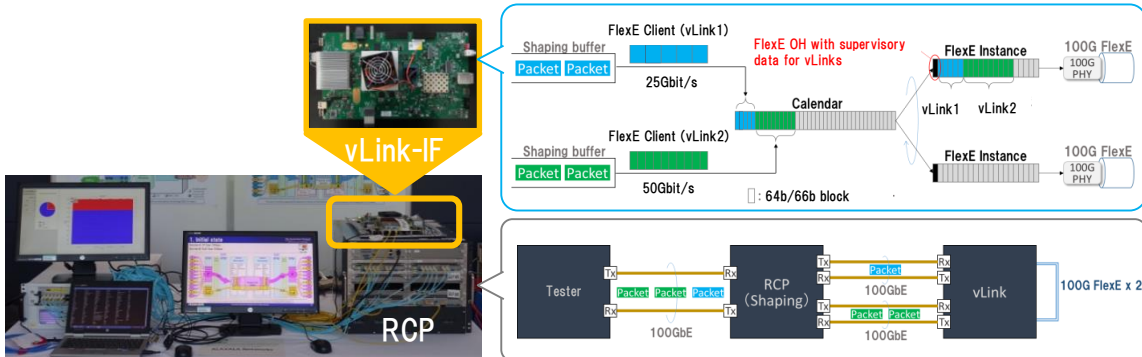 vLink-IF
RCP
1. Initial state
FlexE Client (vLink1)
Shaping buffer
Packet Packet
25Gbit/s
FlexE Client (vLink2)
Shaping buffer
Packet Packet
50Gbit/s
Calendar
: 64b/66b block
FlexE OH with supervisory
data for vLinks
FlexE Instance
100G FlexE
100G
PHY
vLink1
vLink2
FlexE Instance
100G FlexE
100G
PHY
Tester
Tx
Rx
Packet Packet Packet
Tx
Rx
100GbE
RCP
(Shaping)
Tx
Rx
Packet
Rx
Tx
100GbE
Tx
Rx
Packet Packet
Rx
Tx
100GbE
vLink
100G FlexE x 2